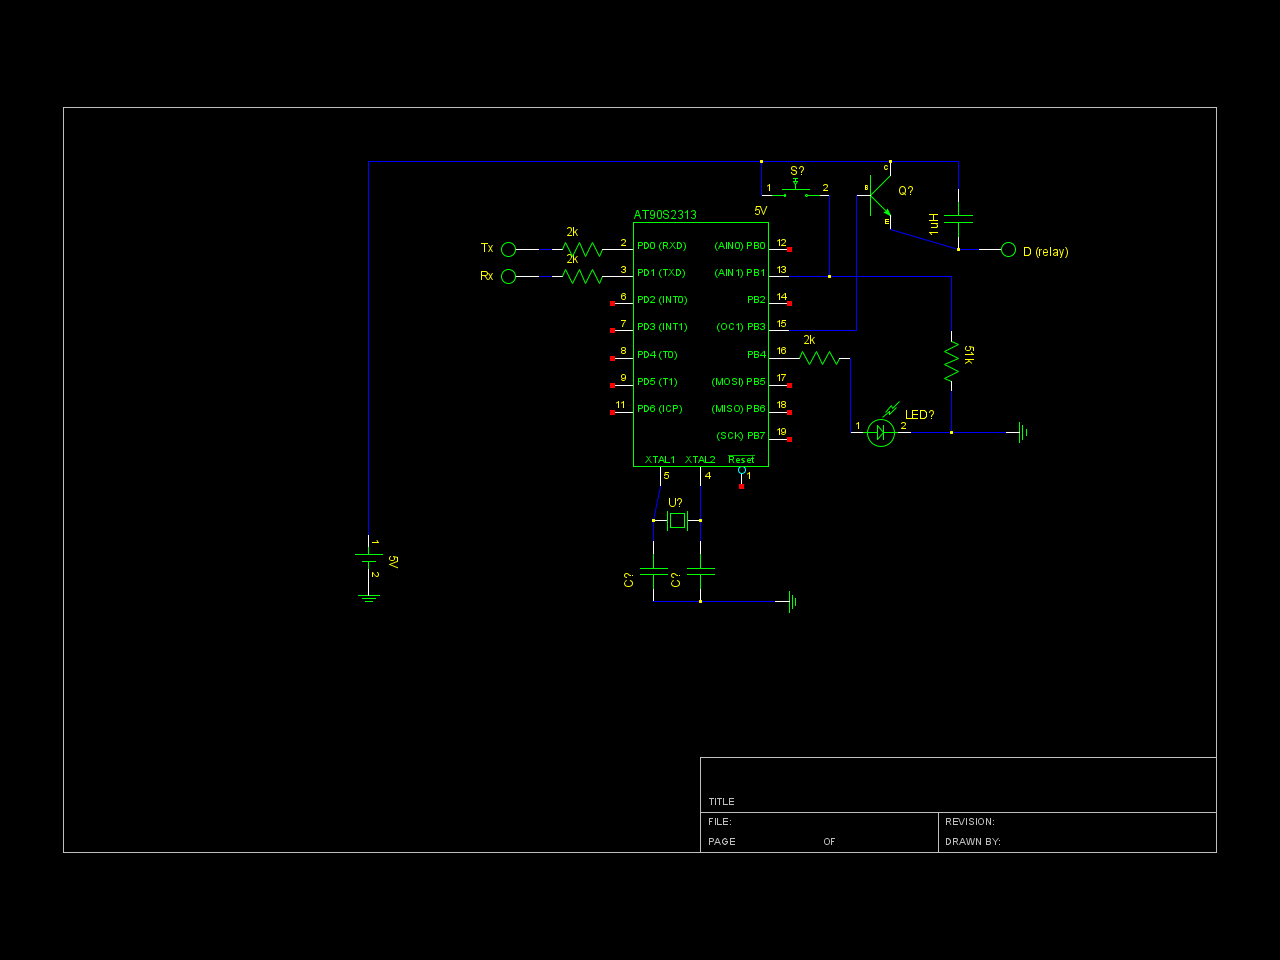 S?
1 2
C
B
E
Q?
1uH
5V
AT90S2313
Tx
2k
2 PD0 (RXD)
(AIN0) PB0 12
D (relay)
Rx
2k
3 PD1 (TXD)
(AIN1) PB1 13
6 PD2 (INT0)
PB2 14
7 PD3 (INT1)
(OC1) PB3 15
8 PD4 (T0)
PB4 16
2k
51k
9 PD5 (T1)
(MOSI) PB5 17
11 PD6 (ICP)
(MISO) PB6 18
(SCK) PB7 19
LED?
1 2
XTAL1 XTAL2 Reset
5 4 1
U?
1
5V
2
C? C?
TITLE
FILE:
REVISION:
PAGE OF
DRAWN BY: